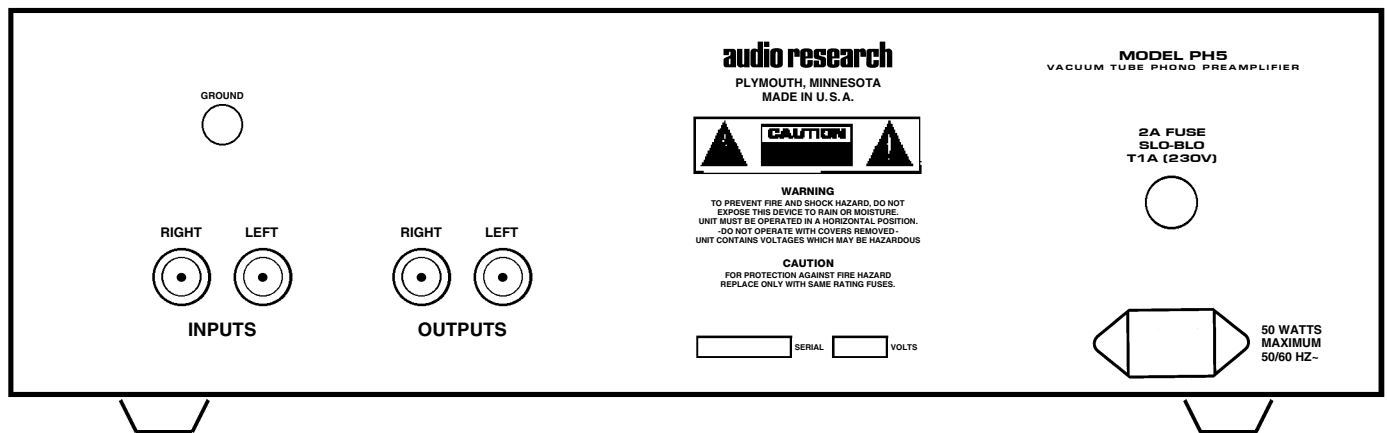 audio research
PLYMOUTH, MINNESOTA
MADE IN U.S.A.
MODEL PH5
VACUUM TUBE PHONO PREAMPLIFIER
GROUND
CAUTION
2A FUSE
SLO-BLO
T1A (230V)
WARNING
TO PREVENT FIRE AND SHOCK HAZARD, DO NOT
EXPOSE THIS DEVICE TO RAIN OR MOISTURE.
UNIT MUST BE OPERATED IN A HORIZONTAL POSITION.
-DO NOT OPERATE WITH COVERS REMOVED-
UNIT CONTAINS VOLTAGES WHICH MAY BE HAZARDOUS
RIGHT LEFT
RIGHT LEFT
INPUTS
OUTPUTS
CAUTION
FOR PROTECTION AGAINST FIRE HAZARD
REPLACE ONLY WITH SAME RATING FUSES.
SERIAL
VOLTS
50 WATTS
MAXIMUM
50/60 HZ~